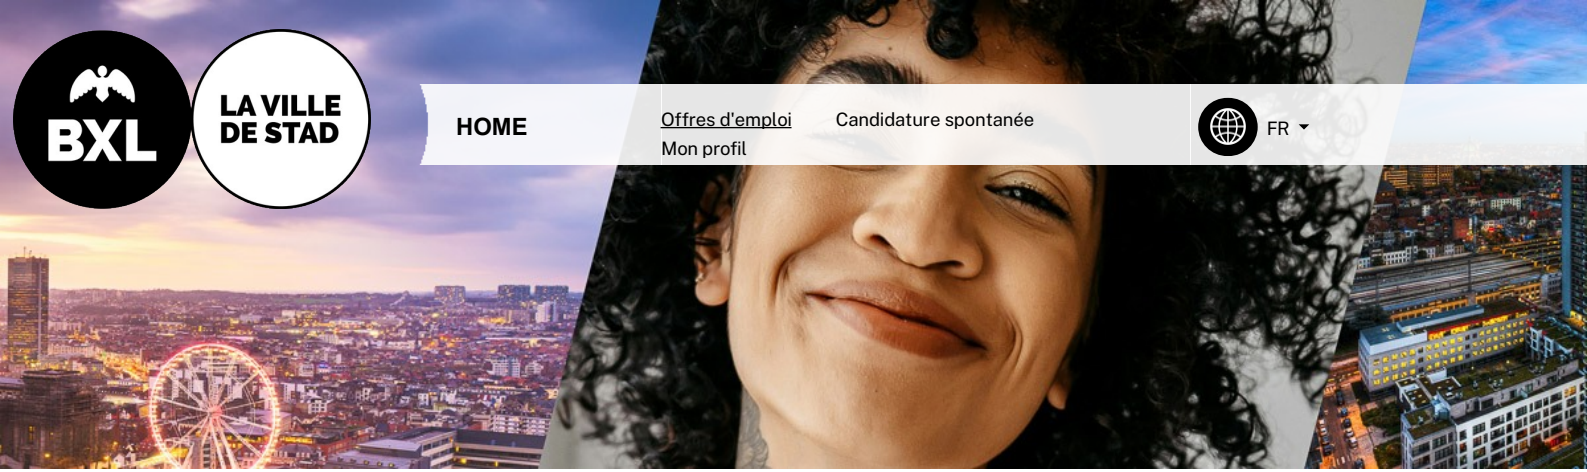 BXL
LA VILLE
DE STAD
HOME
Offres d'emploi
Candidature spontanée
Mon profil
FR